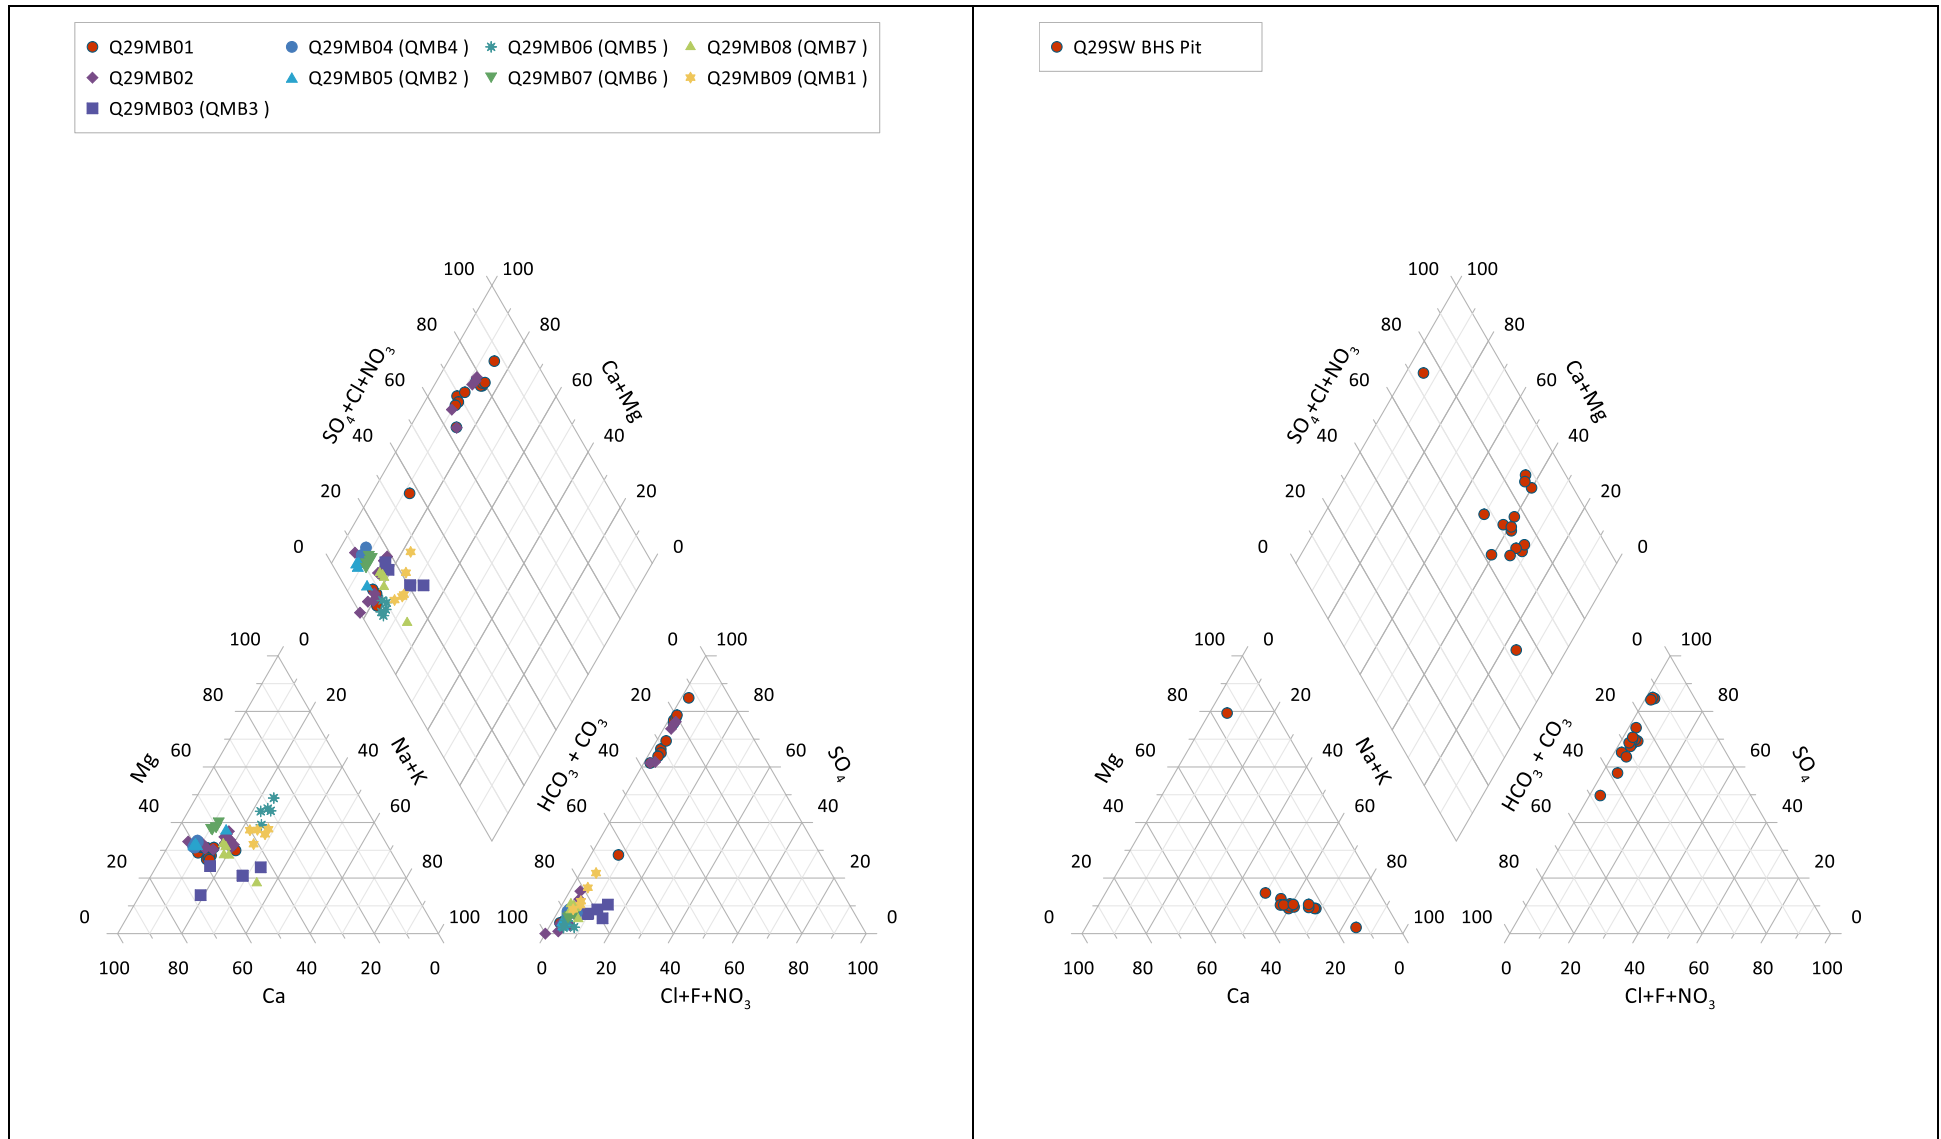 Q29MB01
Q29MB04 (QMB4 )
Q29MB06 (QMB5 )
Q29MB08 (QMB7 )
Q29MB02
Q29MB05 (QMB2 )
Q29MB07 (QMB6 )
Q29MB09 (QMB1 )
Q29MB03 (QMB3 )
100 100
80 80
SO4+Cl+NO3
Ca+Mg
60 60
40 40
20 20
0 0
100 0 0 100
80 20 20 80
Mg
Na+K
HCO3 + CO3
SO4
60 40 40 60
40 60 60 40
20 80 80 20
0 100 100 0
100 80 60 40 20 0 0 20 40 60 80 100
Ca
Cl+F+NO3
Q29SW BHS Pit
100 100
80 80
SO4+Cl+NO3
Ca+Mg
60 60
40 40
20 20
0 0
100 0 0 100
80 20 20 80
Mg
Na+K
HCO3 + CO3
SO4
60 40 40 60
40 60 60 40
20 80 80 20
0 100 100 0
100 80 60 40 20 0 0 20 40 60 80 100
Ca
Cl+F+NO3